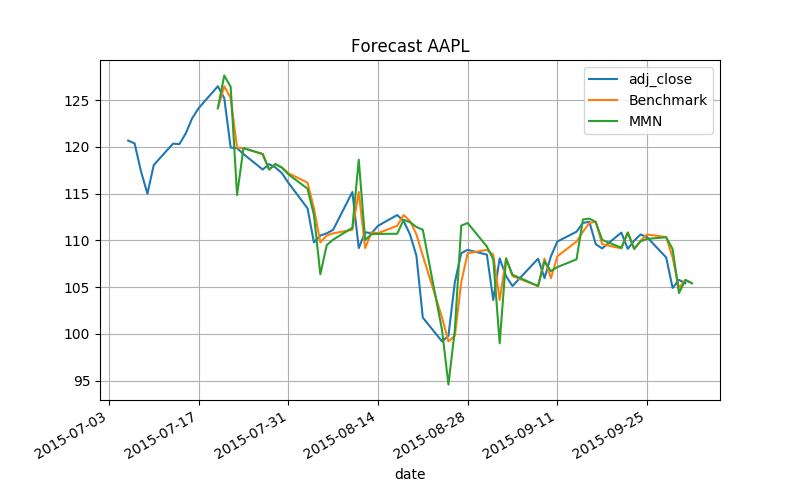 Forecast AAPL
adj_close
Benchmark
MMN
125
120
115
110
105
100
95
2015-07-03
2015-07-17
2015-07-31
2015-08-14
2015-08-28
2015-09-11
2015-09-25
date